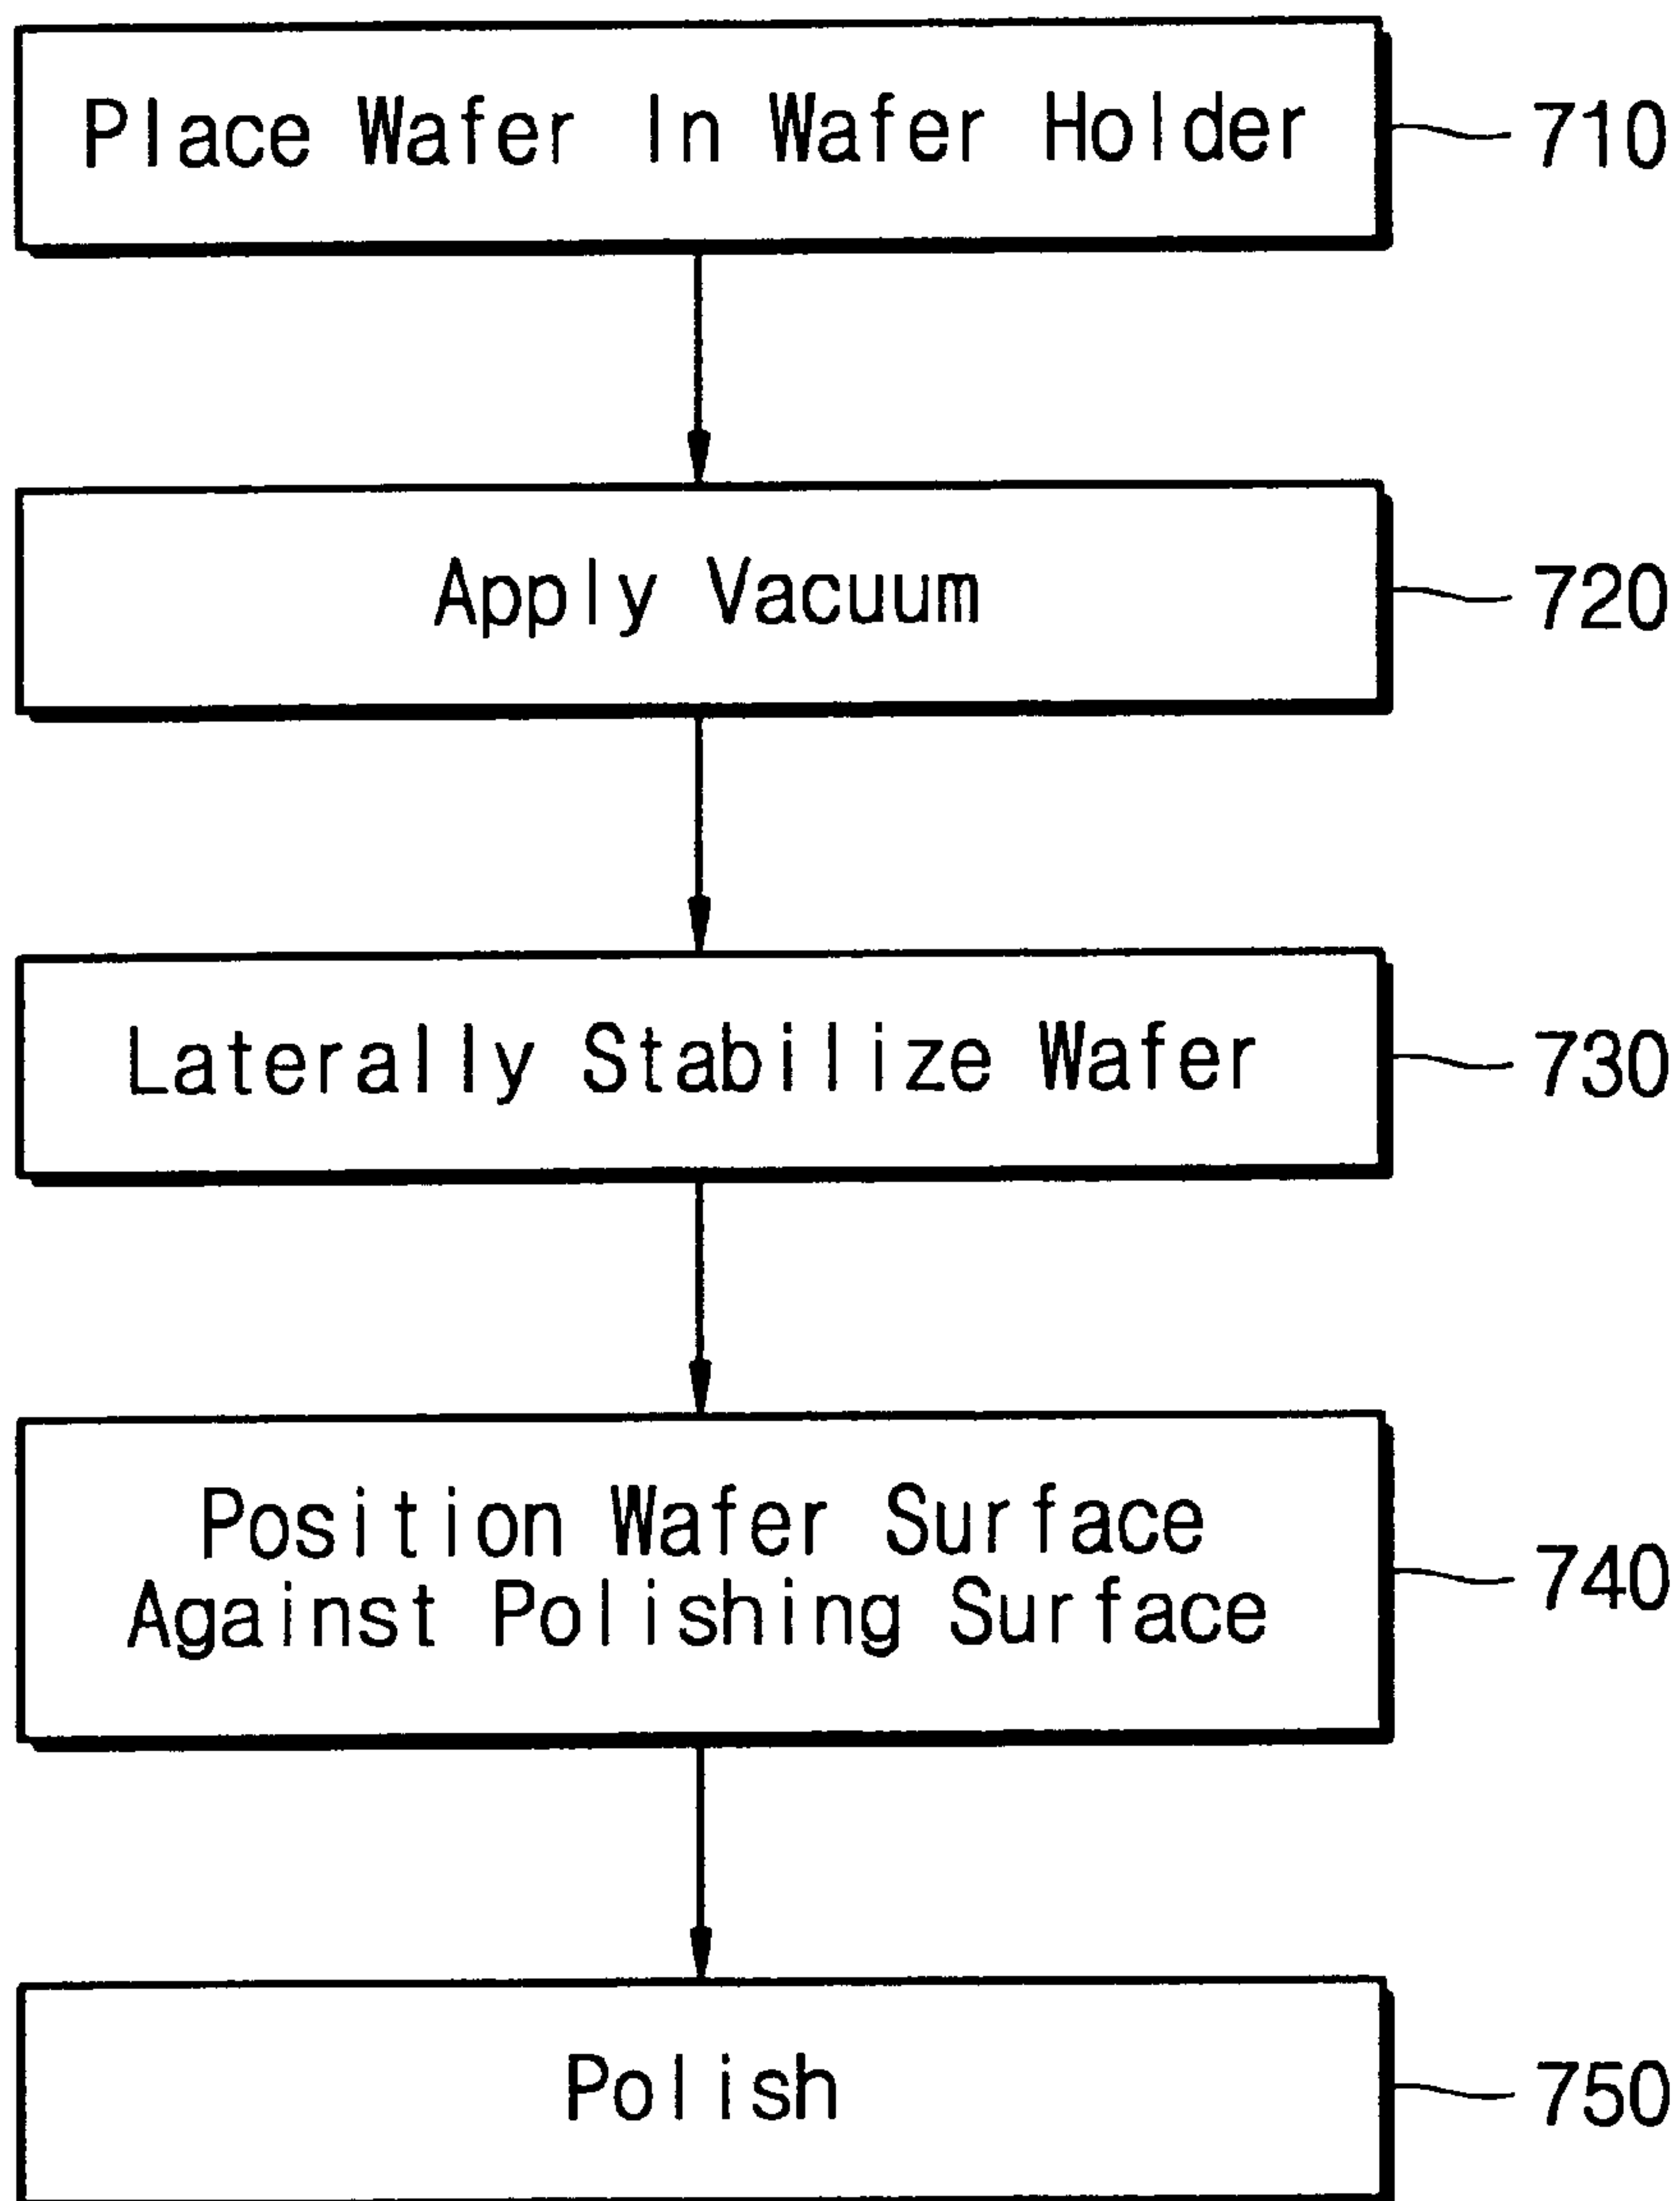 Place Wafer In Wafer Holder
710
Apply Vacuum
720
Laterally Stabilize Wafer
730
Position Wafer Surface
Against Polishing Surface
740
Polish
750